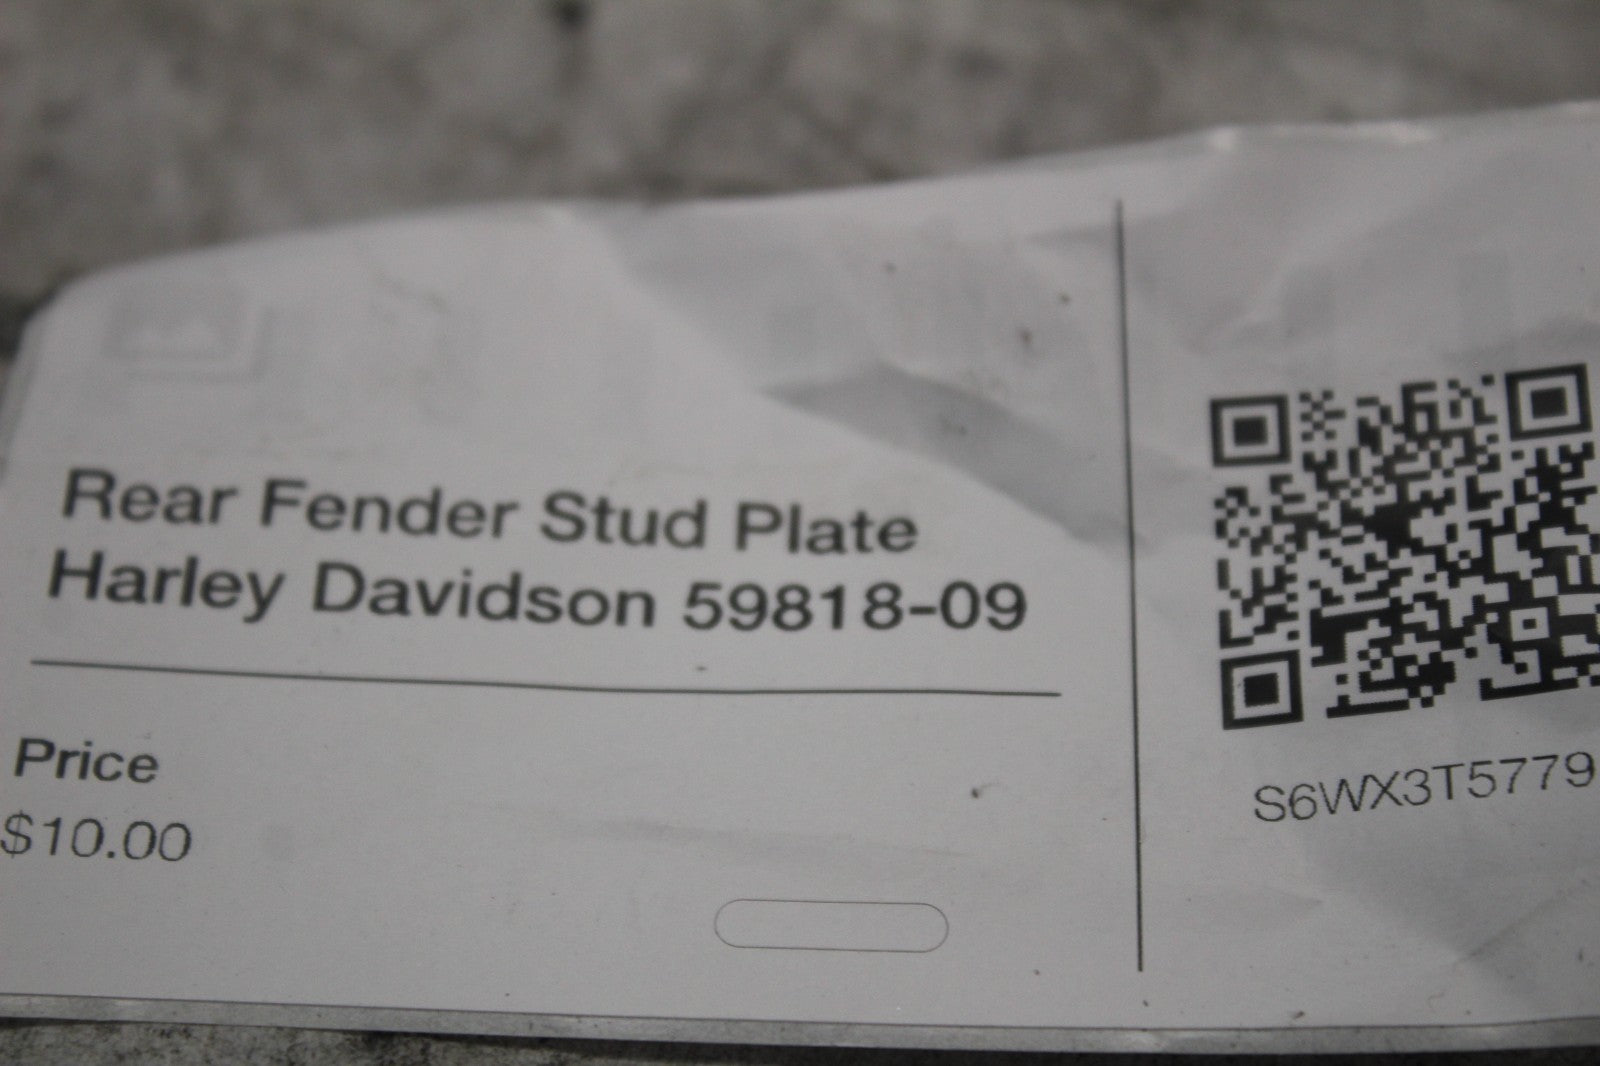 Rear Fender Stud Plate
Harley Davidson 59818-09
Price
$10.00
S6WX3T5779